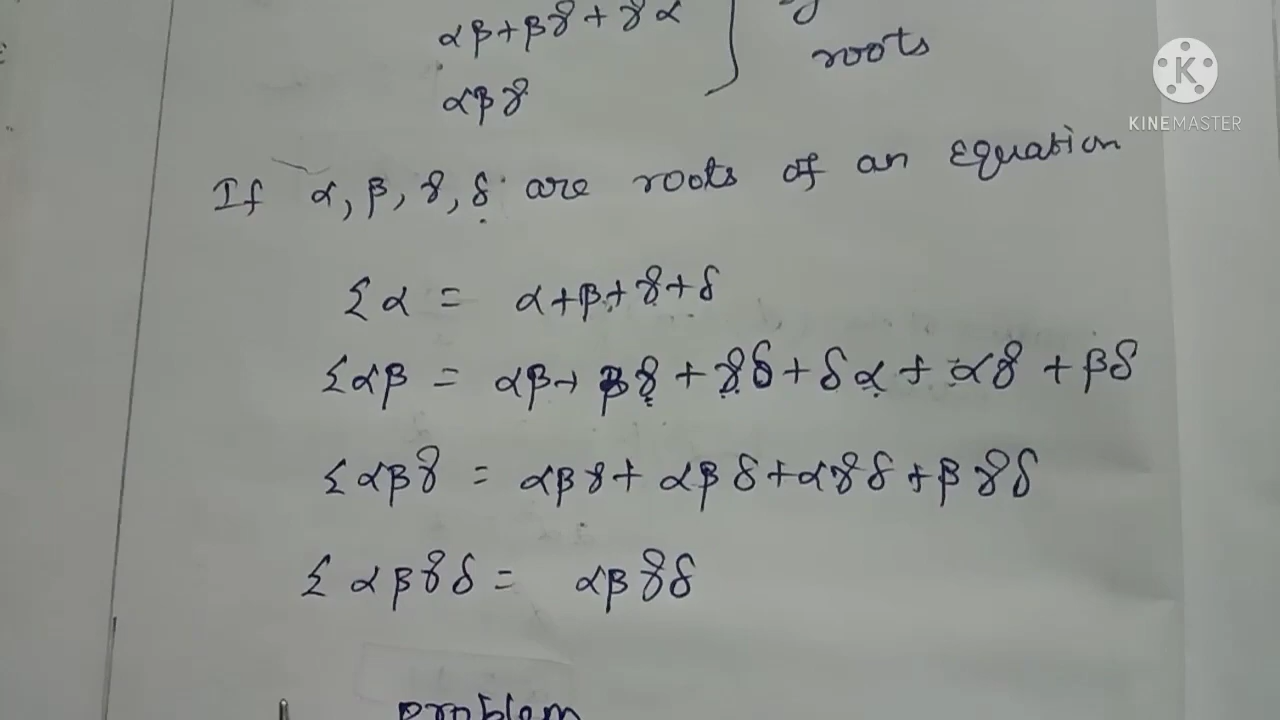 αβ+βγ+γα
roots
αβγ
K
KINEMASTER
If α, β, γ, δ are roots of an equation
Σα = α+β+γ+δ
Σαβ = αβ+βγ+γδ+δα+αγ+βδ
Σαβγ = αβγ+αβδ+αγδ+βγδ
Σαβγδ = αβγδ
problem